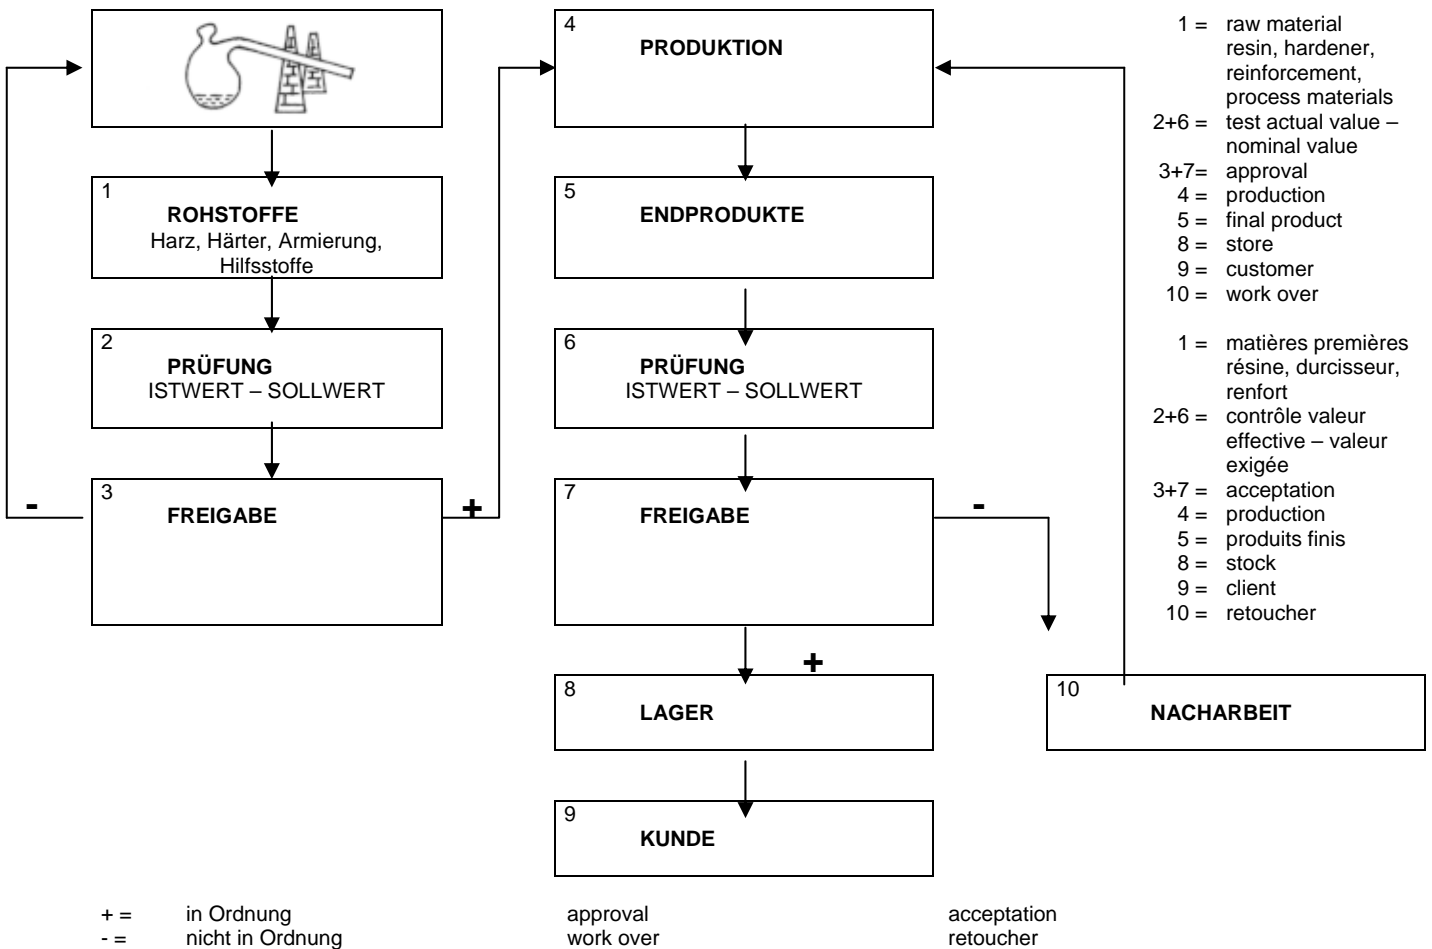 1
ROHSTOFFE
Harz, Härter, Armierung,
Hilfsstoffe
2
PRÜFUNG
ISTWERT – SOLLWERT
3
FREIGABE
-
+
4
PRODUKTION
5
ENDPRODUKTE
6
PRÜFUNG
ISTWERT – SOLLWERT
7
FREIGABE
-
+
8
LAGER
9
KUNDE
10
NACHARBEIT
1 = raw material
resin, hardener,
reinforcement,
process materials
2+6 = test actual value –
nominal value
3+7= approval
4 = production
5 = final product
8 = store
9 = customer
10 = work over
1 = matières premières
résine, durcisseur,
renfort
2+6 = contrôle valeur
effective – valeur
exigée
3+7 = acceptation
4 = production
5 = produits finis
8 = stock
9 = client
10 = retoucher
+ = in Ordnung approval acceptation
- = nicht in Ordnung work over retoucher